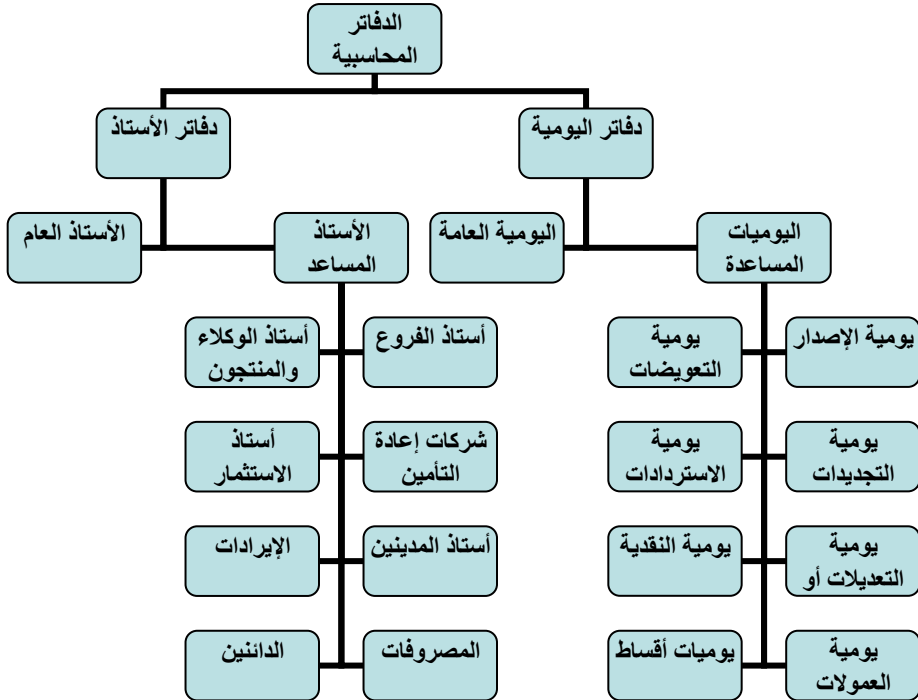 الدفاتر
المحاسبية
دفاتر اليومية
دفاتر الأستاذ
اليوميات
المساعدة
اليومية العامة
الأستاذ
المساعد
الأستاذ العام
يومية الإصدار
يومية
التعويضات
يومية
التجديدات
يومية
الاستردادات
يومية
التعديلات أو
يومية النقدية
يومية
العمولات
يوميات أقساط
أستاذ الفروع
أستاذ الوكلاء
والمنتجون
شركات إعادة
التأمين
أستاذ
الاستثمار
أستاذ المدينين
الإيرادات
المصروفات
الدائنين